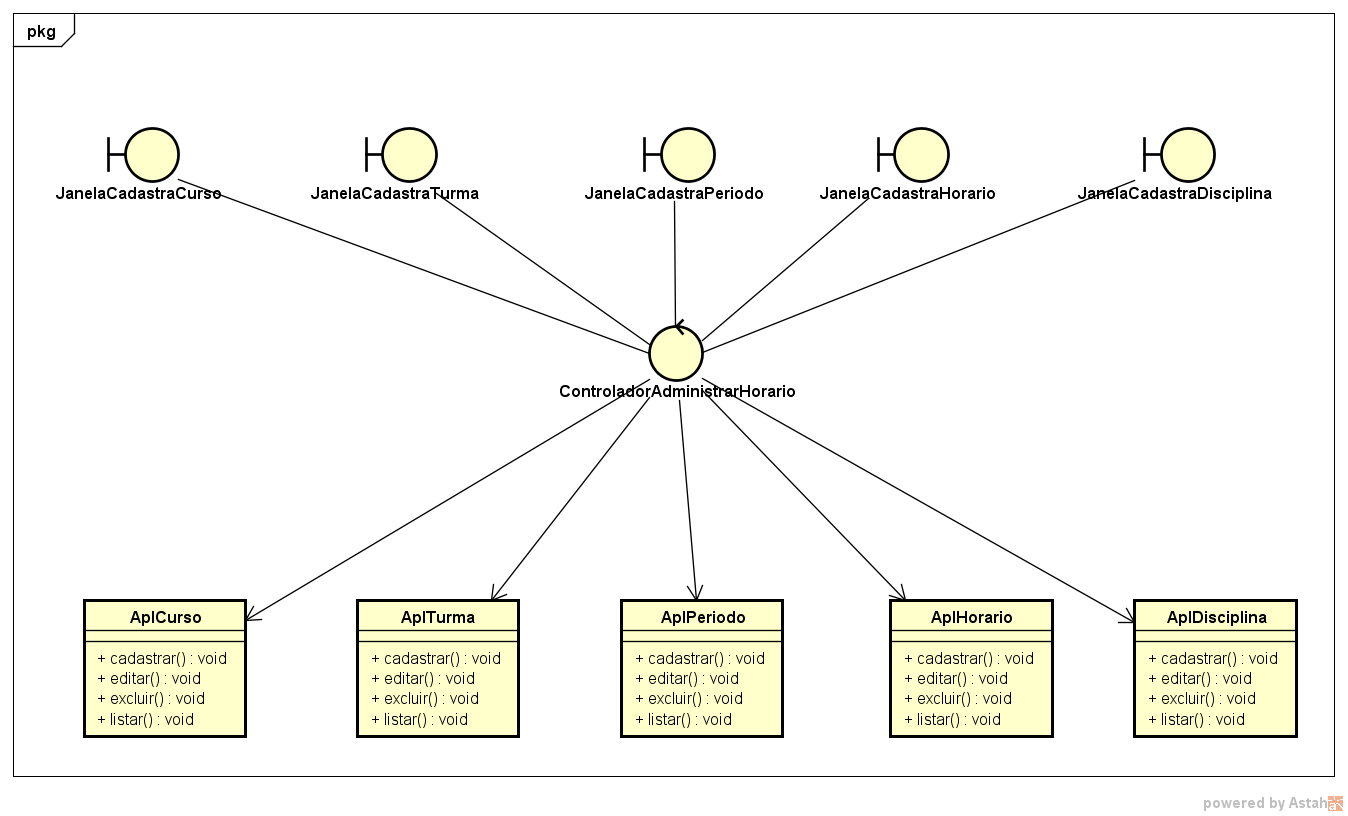 pkg
JanelaCadastraCurso
JanelaCadastraTurma
JanelaCadastraPeriodo
JanelaCadastraHorario
JanelaCadastraDisciplina
ControladorAdministrarHorario
AplCurso
+ cadastrar() : void
+ editar() : void
+ excluir() : void
+ listar() : void
AplTurma
+ cadastrar() : void
+ editar() : void
+ excluir() : void
+ listar() : void
AplPeriodo
+ cadastrar() : void
+ editar() : void
+ excluir() : void
+ listar() : void
AplHorario
+ cadastrar() : void
+ editar() : void
+ excluir() : void
+ listar() : void
AplDisciplina
+ cadastrar() : void
+ editar() : void
+ excluir() : void
+ listar() : void
powered by Astah